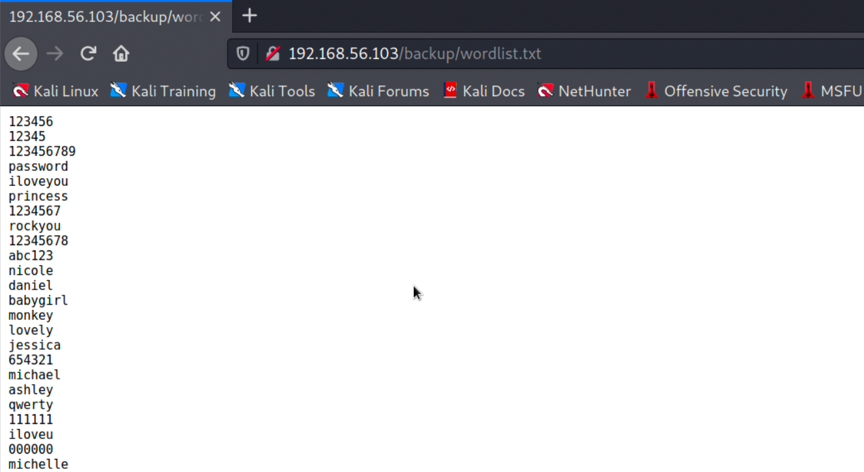 192.168.56.103/backup/wor
192.168.56.103/backup/wordlist.txt
Kali Linux Kali Training Kali Tools Kali Forums Kali Docs NetHunter Offensive Security MSFU
123456
12345
123456789
password
iloveyou
princess
1234567
rockyou
12345678
abc123
nicole
daniel
babygirl
monkey
lovely
jessica
654321
michael
ashley
qwerty
111111
iloveu
000000
michelle